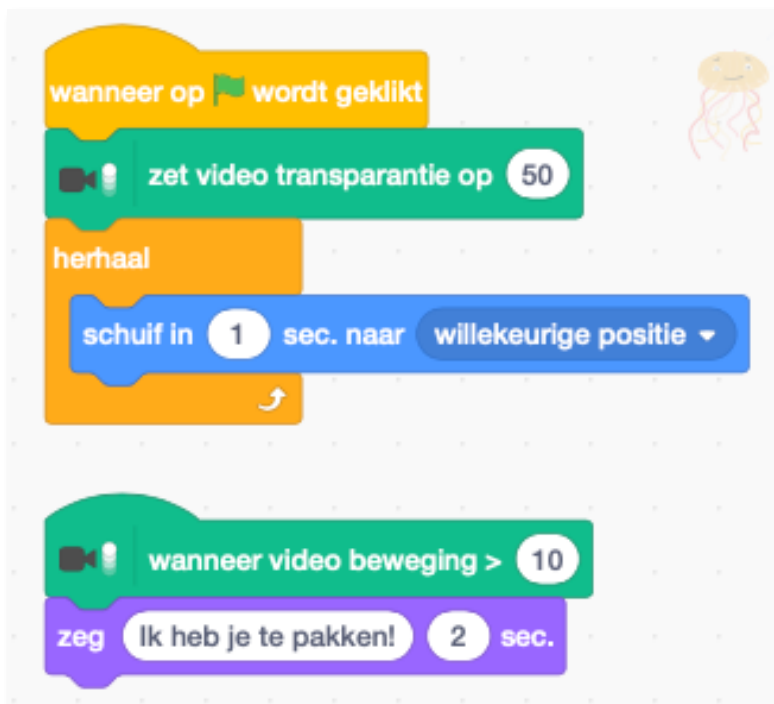 wanneer op wordt geklikt
zet video transparantie op 50
herhaal
schuif in 1 sec. naar willekeurige positie
wanneer video beweging > 10
zeg Ik heb je te pakken! 2 sec.